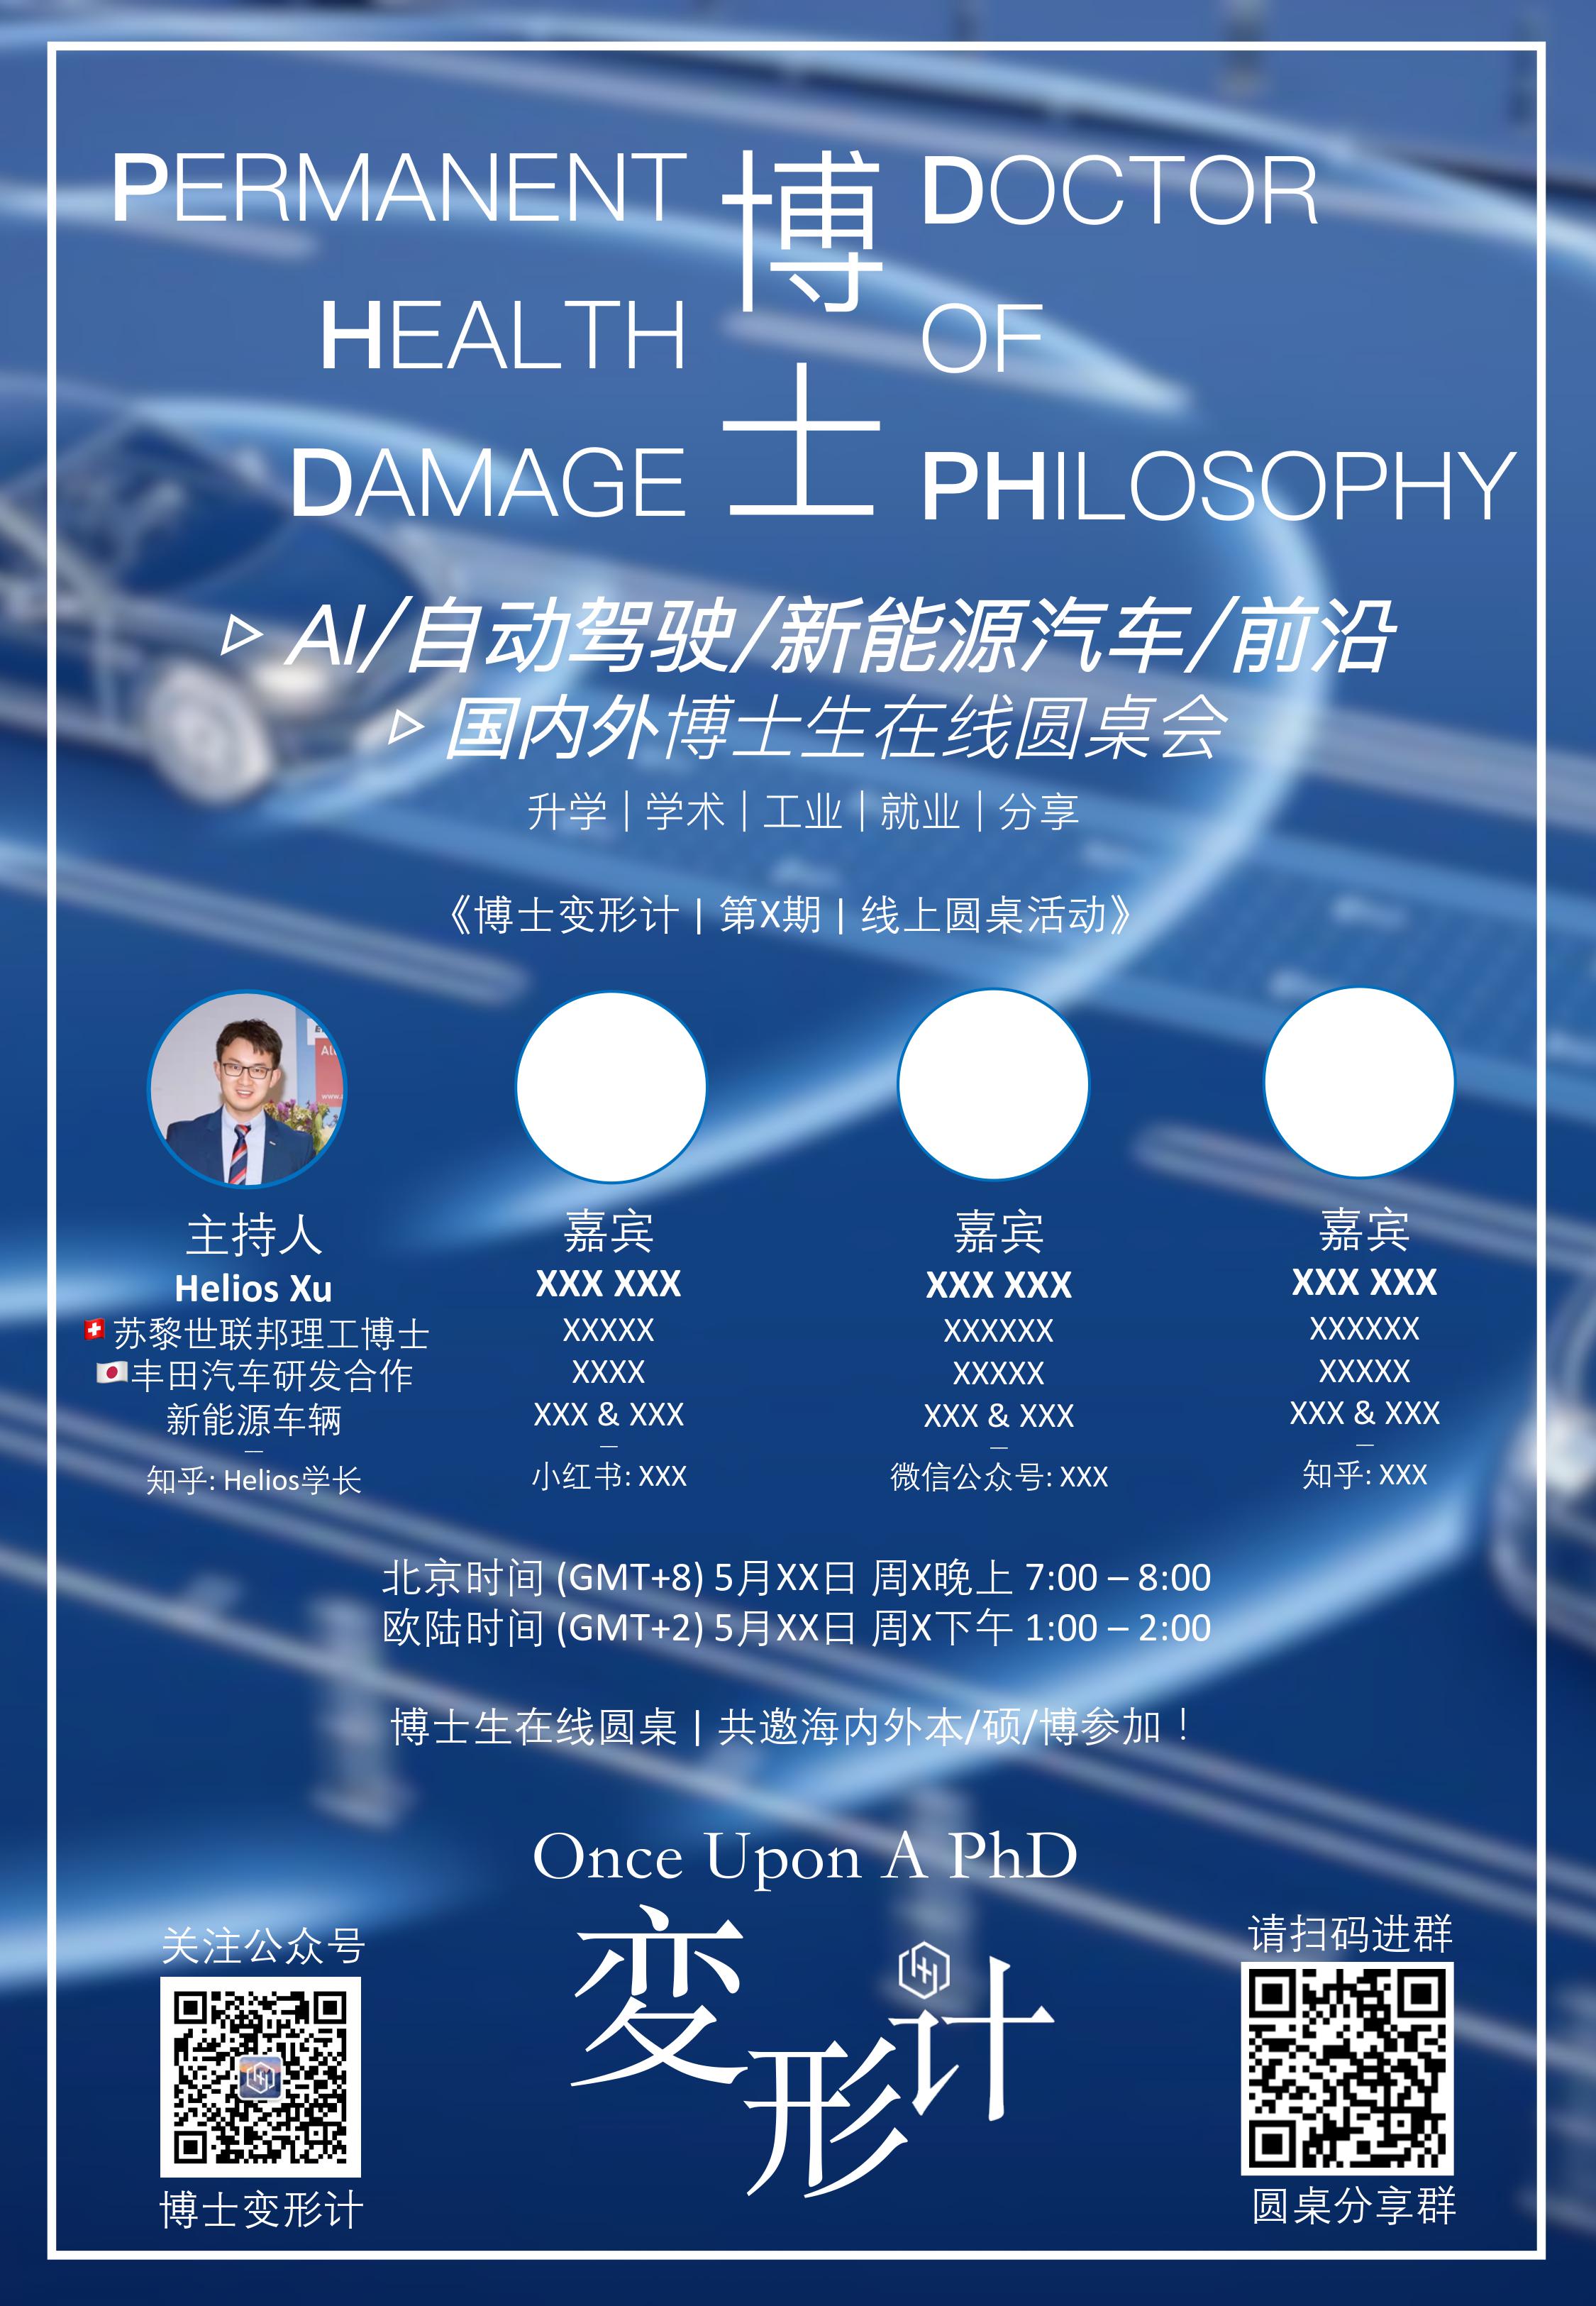 PERMANENT
HEALTH
DAMAGE
博
士
DOCTOR
OF
PHILOSOPHY
AI/自动驾驶/新能源汽车/前沿
国内外博士生在线圆桌会
升学 | 学术 | 工业 | 就业 | 分享
《博士变形计 | 第X期 | 线上圆桌活动》
主持人
Helios Xu
苏黎世联邦理工博士
丰田汽车研发合作
新能源车辆
—
知乎: Helios学长
嘉宾
XXX XXX
XXXXX
XXXX
XXX & XXX
—
小红书: XXX
嘉宾
XXX XXX
XXXXXX
XXXXX
XXX & XXX
—
微信公众号: XXX
嘉宾
XXX XXX
XXXXXX
XXXXX
XXX & XXX
—
知乎: XXX
北京时间 (GMT+8) 5月XX日 周X晚上 7:00 – 8:00
欧陆时间 (GMT+2) 5月XX日 周X下午 1:00 – 2:00
博士生在线圆桌 | 共邀海内外本/硕/博参加！
Once Upon A PhD
変形计
关注公众号
博士变形计
请扫码进群
圆桌分享群